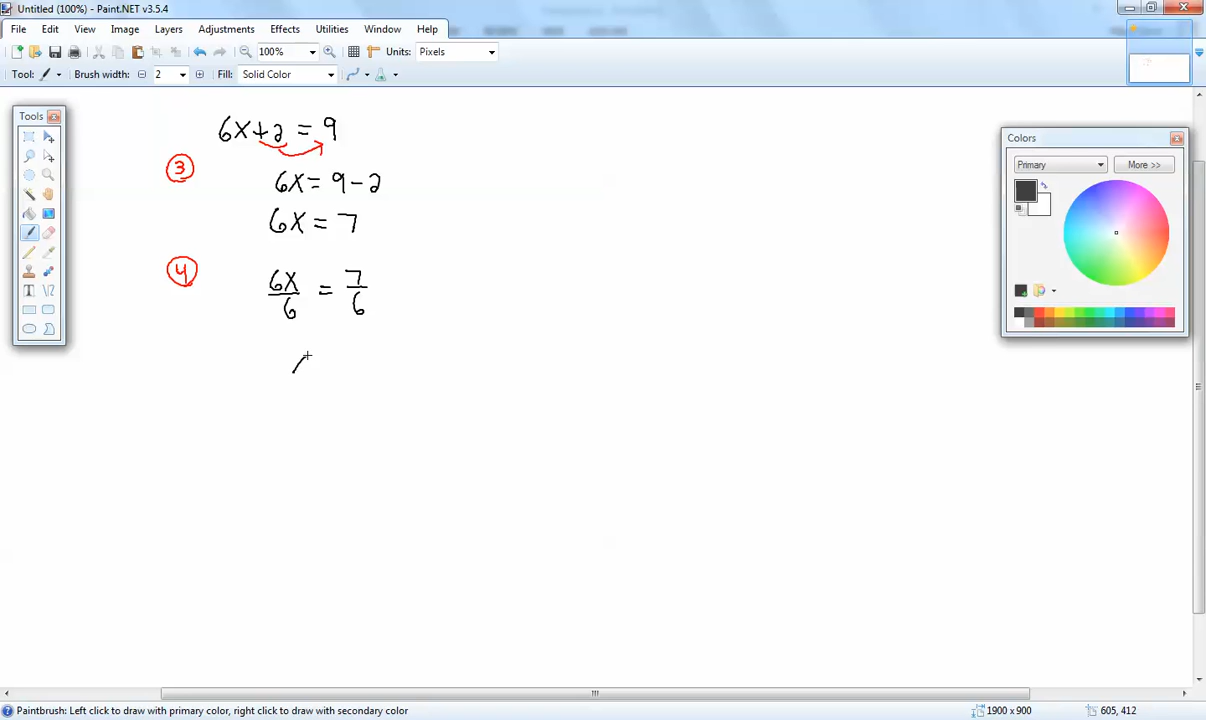 Untitled (100%) - Paint.NET v3.5.4
File Edit View Image Layers Adjustments Effects Utilities Window Help
100% Units: Pixels
Tool: Brush width: 2 Fill: Solid Color
Tools
Colors
Primary More >>
6x+2 = 9
3
6x = 9-2
6x = 7
4
6x/6 = 7/6
Paintbrush: Left click to draw with primary color, right click to draw with secondary color 1900 x 900 605, 412